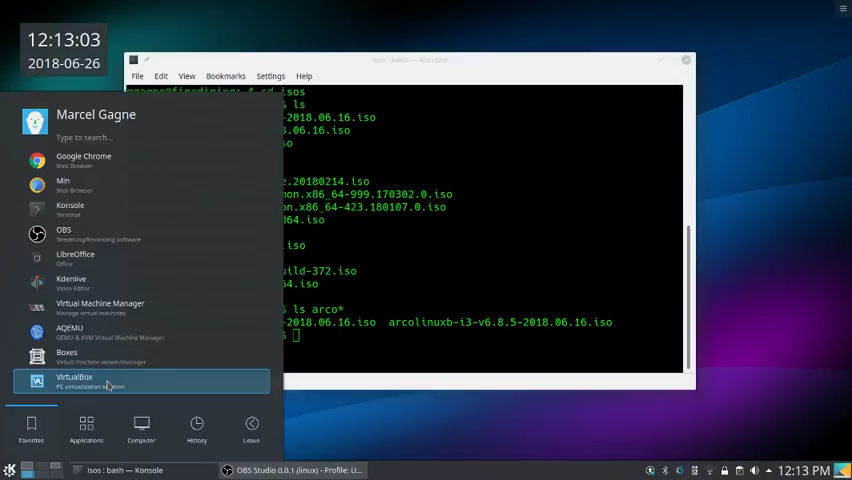 12:13:03
2018-06-26
File Edit View Bookmarks Settings Help
$ cd isos
$ ls
-2018.06.16.iso
3.06.16.iso
so
e.20180214.iso
mon.x86_64-999.170302.0.iso
x86_64-423.180107.0.iso
d64.iso
.iso
uild-372.iso
64.iso
$ ls arco*
-2018.06.16.iso arcolinuxb-i3-v6.8.5-2018.06.16.iso
$
Marcel Gagne
Type to search...
Google Chrome
Web Browser
Min
Web Browser
Konsole
Terminal
OBS
Streaming/Recording Software
LibreOffice
Office
Kdenlive
Video Editor
Virtual Machine Manager
Manage virtual machines
AQEMU
QEMU & KVM Virtual Machine Manager
Boxes
Virtual machine viewer/manager
VirtualBox
PC virtualization solution
Favorites Applications Computer History Leave
isos : bash — Konsole
OBS Studio 0.0.1 (linux) - Profile: U...
12:13 PM